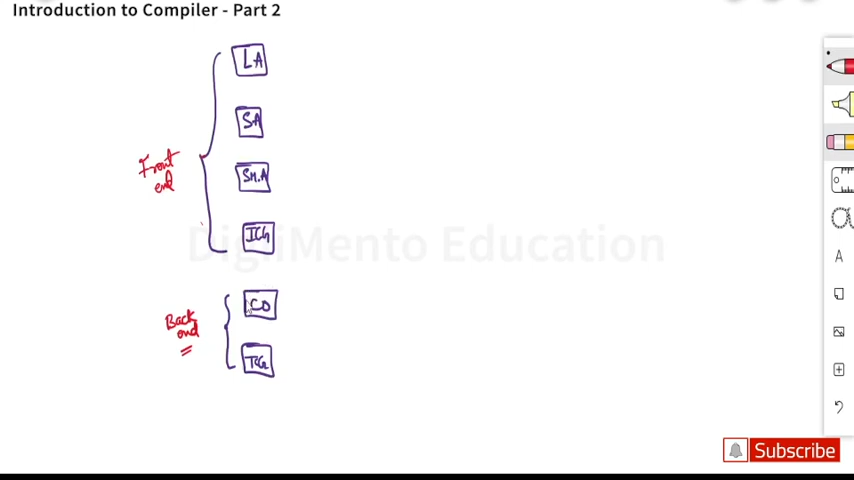 Introduction to Compiler - Part 2
LA
SA
SM.A
Front
end
ICG
DigiMento Education
CO
Back
end
TCG
A
Subscribe